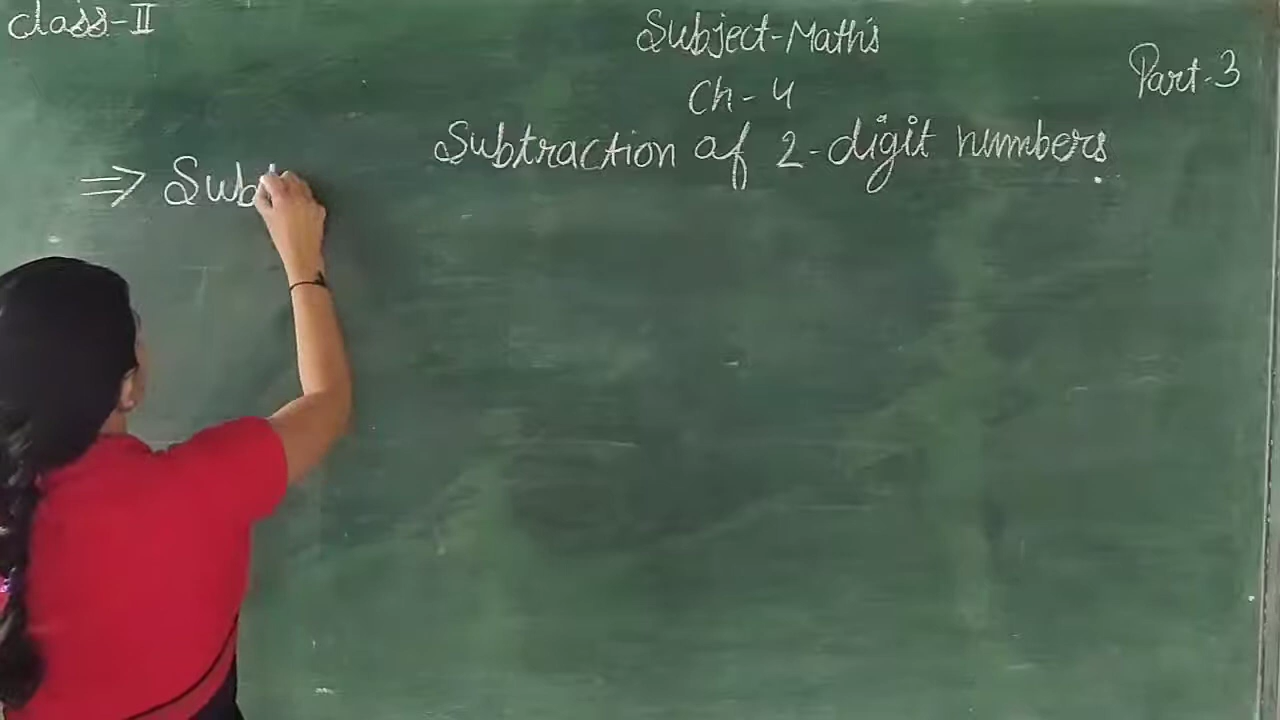 Class-II
Subject-Maths
Part-3
Ch-4
Subtraction of 2-digit numbers
⇒ Sub